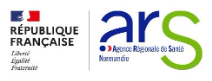 RÉPUBLIQUE
FRANÇAISE
Liberté
Égalité
Fraternité
ars
Agence Régionale de Santé
Normandie